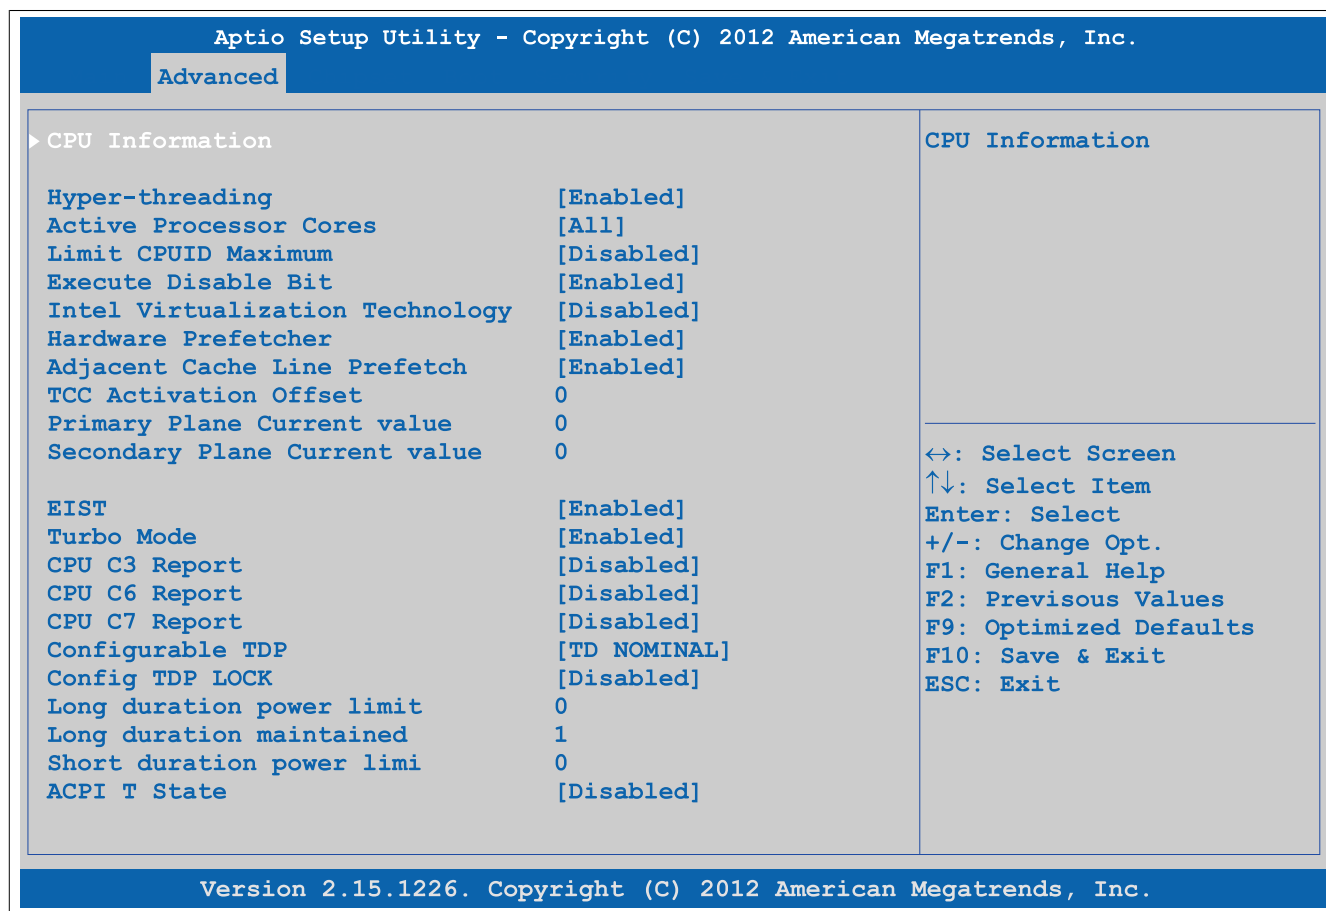 Aptio Setup Utility - Copyright (C) 2012 American Megatrends, Inc.
Advanced
CPU Information
Hyper-threading [Enabled]
Active Processor Cores [All]
Limit CPUID Maximum [Disabled]
Execute Disable Bit [Enabled]
Intel Virtualization Technology [Disabled]
Hardware Prefetcher [Enabled]
Adjacent Cache Line Prefetch [Enabled]
TCC Activation Offset 0
Primary Plane Current value 0
Secondary Plane Current value 0
EIST [Enabled]
Turbo Mode [Enabled]
CPU C3 Report [Disabled]
CPU C6 Report [Disabled]
CPU C7 Report [Disabled]
Configurable TDP [TD NOMINAL]
Config TDP LOCK [Disabled]
Long duration power limit 0
Long duration maintained 1
Short duration power limi 0
ACPI T State [Disabled]
CPU Information
↔: Select Screen
↑↓: Select Item
Enter: Select
+/-: Change Opt.
F1: General Help
F2: Previsous Values
F9: Optimized Defaults
F10: Save & Exit
ESC: Exit
Version 2.15.1226. Copyright (C) 2012 American Megatrends, Inc.